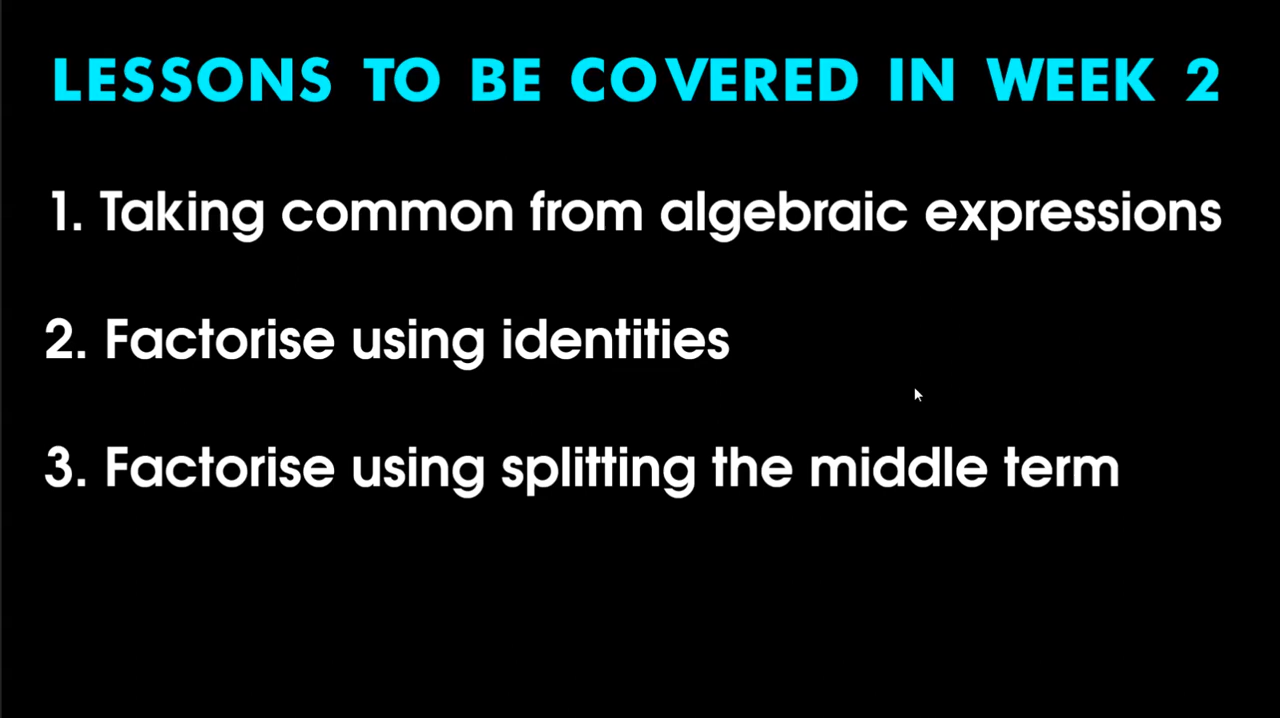 LESSONS TO BE COVERED IN WEEK 2
1. Taking common from algebraic expressions
2. Factorise using identities
3. Factorise using splitting the middle term